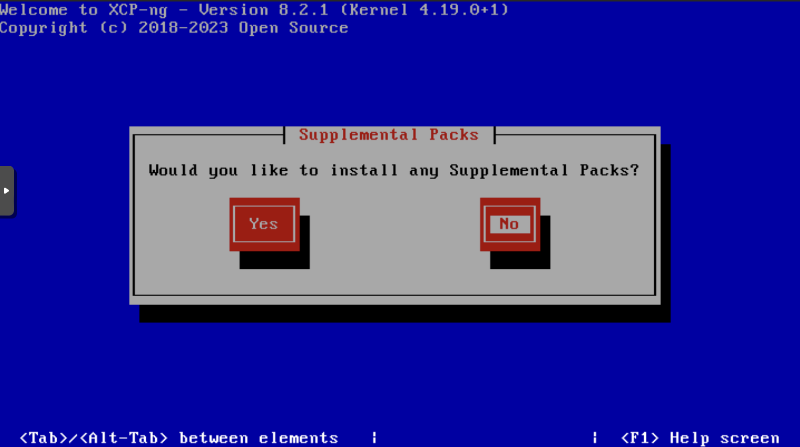 Welcome to XCP-ng - Version 8.2.1 (Kernel 4.19.0+1)
Copyright (c) 2018-2023 Open Source
Supplemental Packs
Would you like to install any Supplemental Packs?
Yes No
<Tab>/<Alt-Tab> between elements | | <F1> Help screen